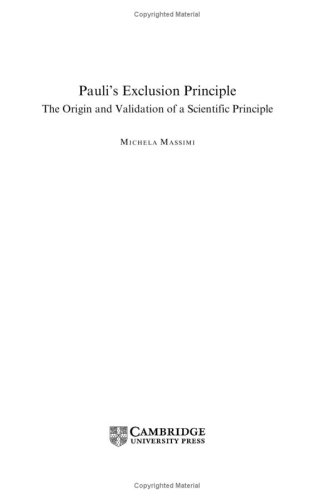 Copyrighted Material
Pauli's Exclusion Principle
The Origin and Validation of a Scientific Principle
MICHELA MASSIMI
CAMBRIDGE
UNIVERSITY PRESS
Copyrighted Material